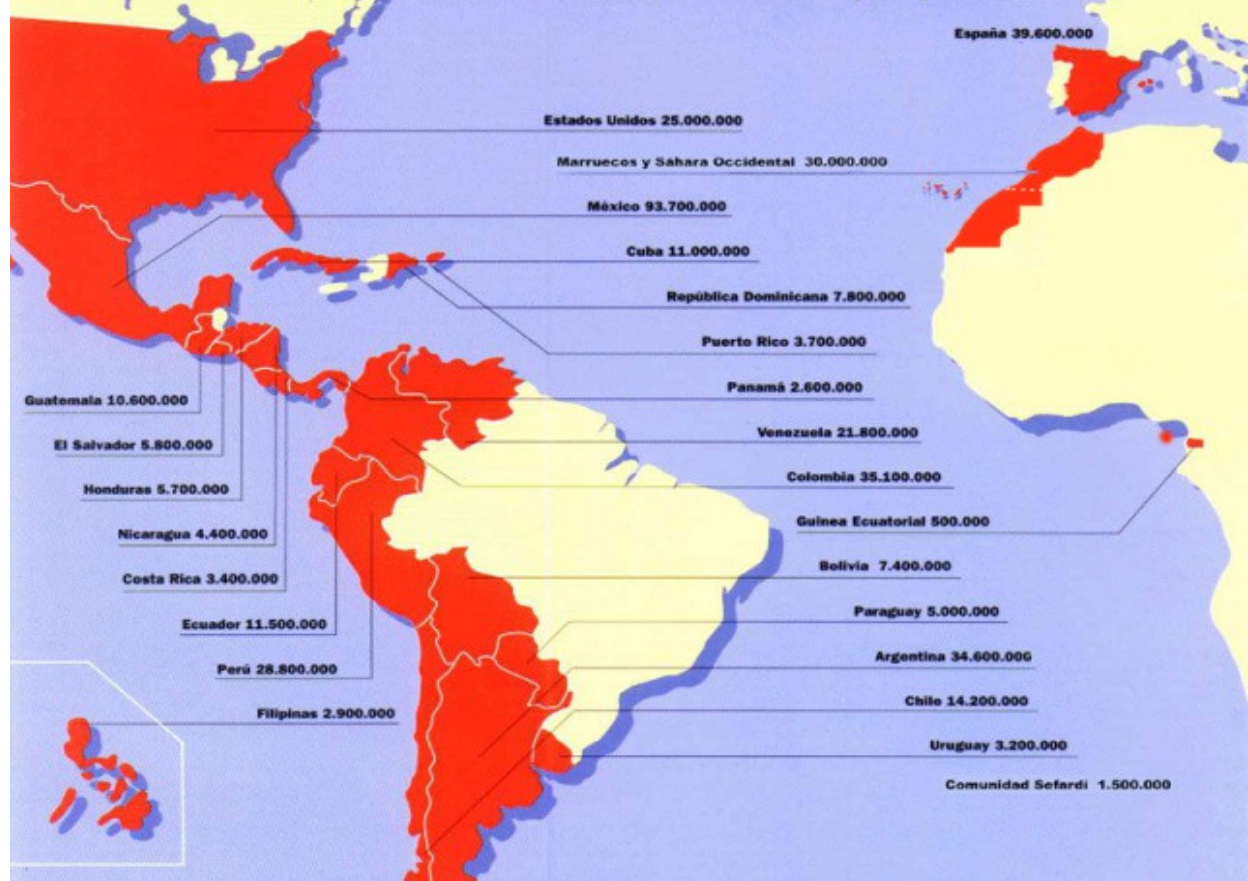 España 39.600.000
Estados Unidos 25.000.000
Marruecos y Sáhara Occidental 30.000.000
México 93.700.000
Cuba 11.000.000
República Dominicana 7.800.000
Puerto Rico 3.700.000
Panamá 2.600.000
Guatemala 10.600.000
Venezuela 21.800.000
El Salvador 5.800.000
Colombia 35.100.000
Honduras 5.700.000
Guinea Ecuatorial 500.000
Nicaragua 4.400.000
Bolivia 7.400.000
Costa Rica 3.400.000
Paraguay 5.000.000
Ecuador 11.500.000
Argentina 34.600.000
Perú 28.800.000
Chile 14.200.000
Filipinas 2.900.000
Uruguay 3.200.000
Comunidad Sefardí 1.500.000